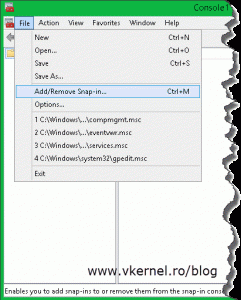 Console1
File Action View Favorites Window Help
New Ctrl+N
Open... Ctrl+O
Save Ctrl+S
Save As...
Add/Remove Snap-in... Ctrl+M
Options...
1 C:\Windows\...\compmgmt.msc
2 C:\Windows\...\eventvwr.msc
3 C:\Windows\...\services.msc
4 C:\Windows\system32\gpedit.msc
Exit
www.vkernel.ro/blog
Enables you to add snap-ins to or remove them from the snap-in conso